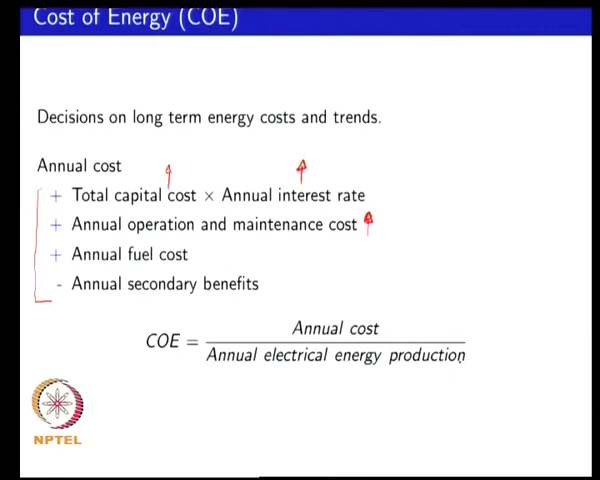 Cost of Energy (COE)
Decisions on long term energy costs and trends.
Annual cost
+ Total capital cost × Annual interest rate
+ Annual operation and maintenance cost
+ Annual fuel cost
- Annual secondary benefits
COE = Annual cost
Annual electrical energy production
NPTEL